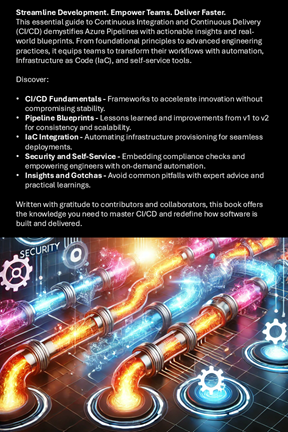 Streamline Development. Empower Teams. Deliver Faster.
This essential guide to Continuous Integration and Continuous Delivery
(CI/CD) demystifies Azure Pipelines with actionable insights and real-
world blueprints. From foundational principles to advanced engineering
practices, it equips teams to transform their workflows with automation,
Infrastructure as Code (IaC), and self-service tools.
Discover:
• CI/CD Fundamentals - Frameworks to accelerate innovation without
compromising stability.
• Pipeline Blueprints - Lessons learned and improvements from v1 to v2
for consistency and scalability.
• IaC Integration - Automating infrastructure provisioning for seamless
deployments.
• Security and Self-Service - Embedding compliance checks and
empowering engineers with on-demand automation.
• Insights and Gotchas - Avoid common pitfalls with expert advice and
practical learnings.
Written with gratitude to contributors and collaborators, this book offers
the knowledge you need to master CI/CD and redefine how software is
built and delivered.
SECURITY